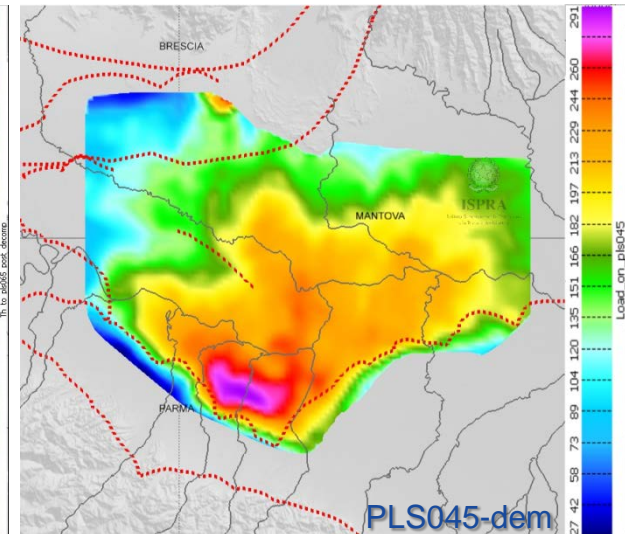 BRESCIA
MANTOVA
PARMA
ISPRA
PLS045-dem
Th to pls065 post decomp
291
260
244
229
213
197
182
166
151
135
120
104
89
73
58
42
27
Load on pls045